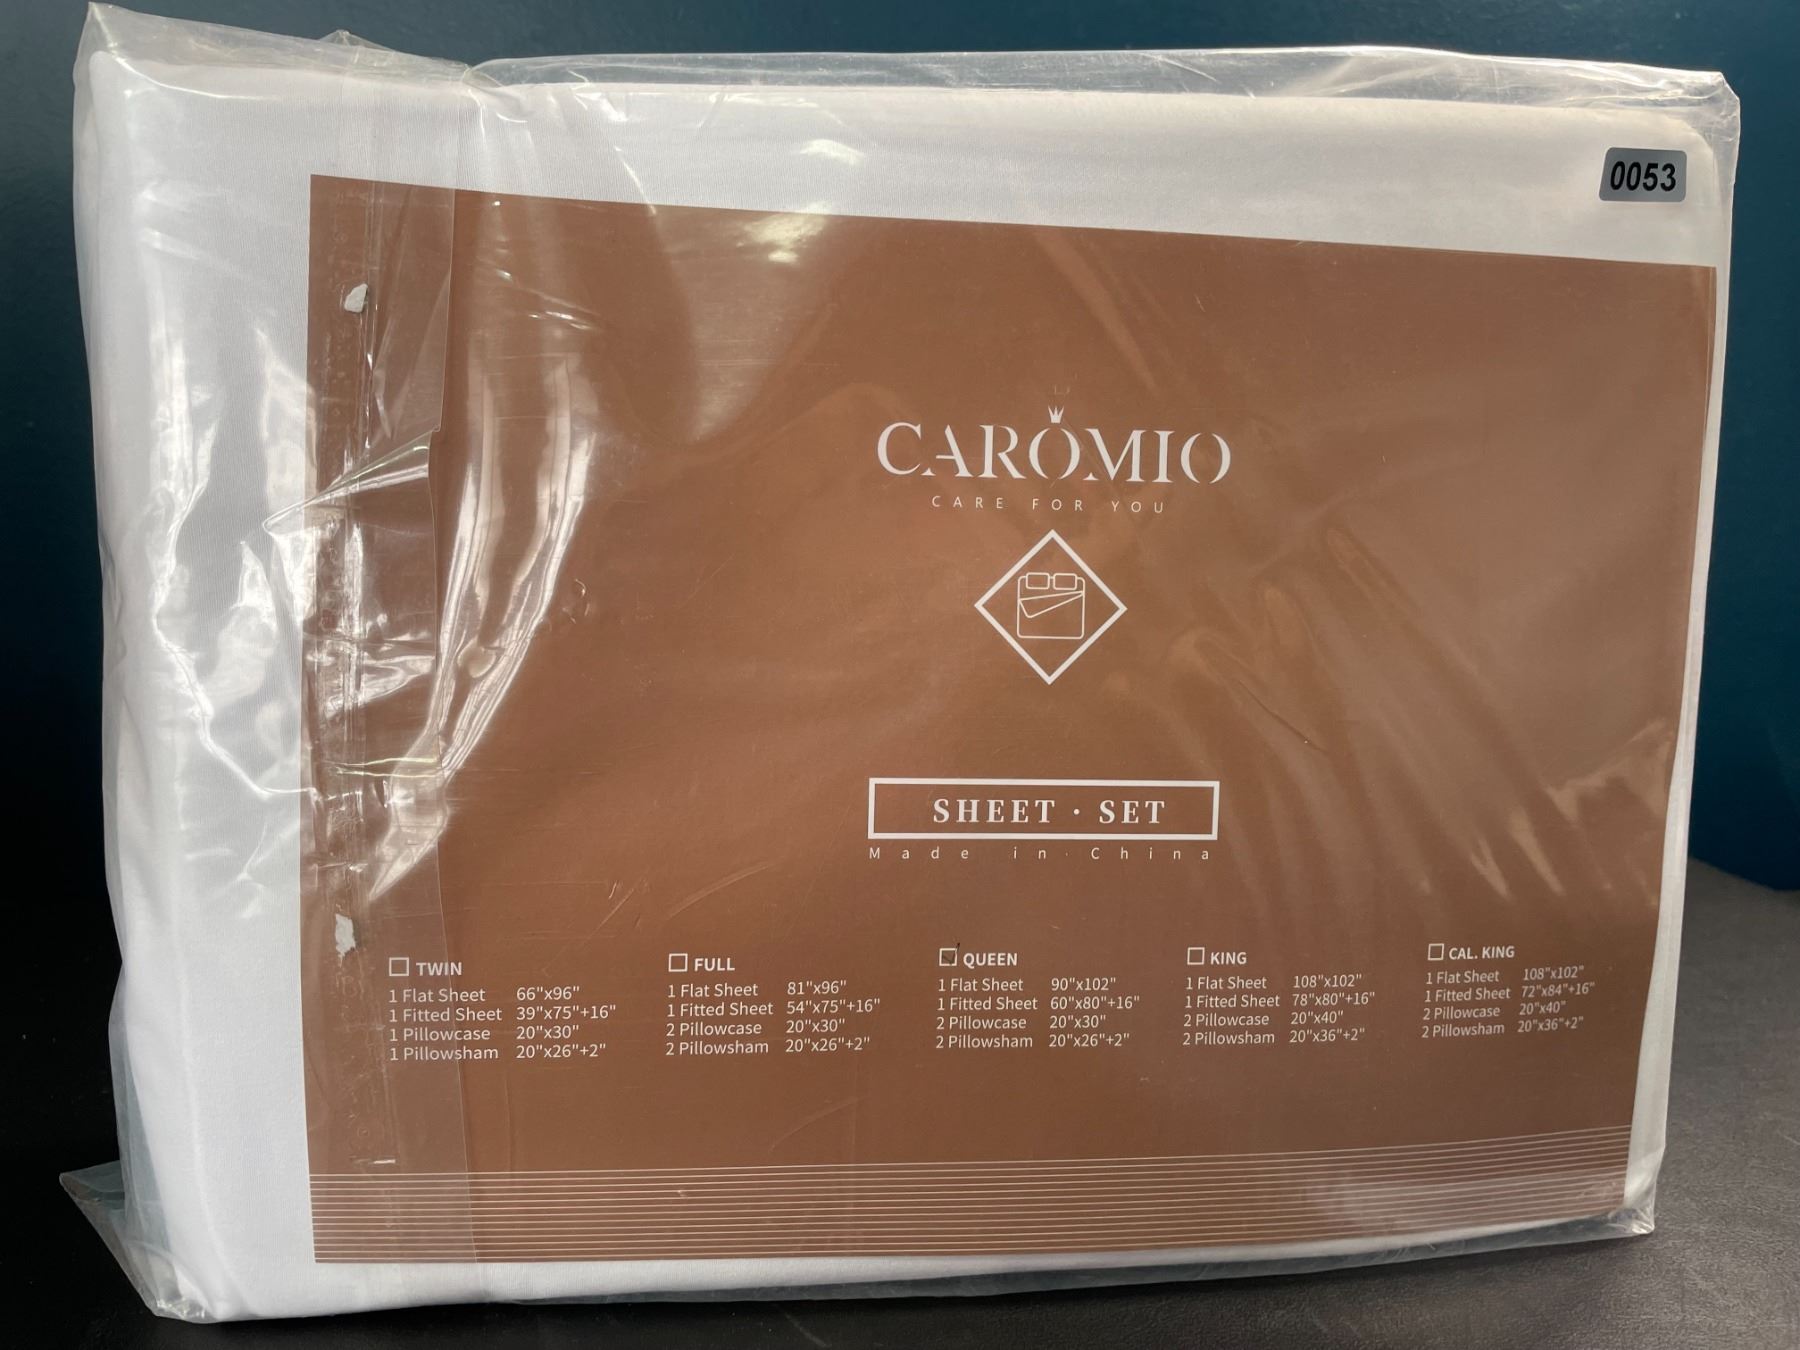 0053
CAROMIO
CARE FOR YOU
SHEET · SET
Made in China
TWIN
1 Flat Sheet 66"x96"
1 Fitted Sheet 39"x75"+16"
1 Pillowcase 20"x30"
1 Pillowsham 20"x26"+2"
FULL
1 Flat Sheet 81"x96"
1 Fitted Sheet 54"x75"+16"
2 Pillowcase 20"x30"
2 Pillowsham 20"x26"+2"
QUEEN
1 Flat Sheet 90"x102"
1 Fitted Sheet 60"x80"+16"
2 Pillowcase 20"x30"
2 Pillowsham 20"x26"+2"
KING
1 Flat Sheet 108"x102"
1 Fitted Sheet 78"x80"+16"
2 Pillowcase 20"x40"
2 Pillowsham 20"x36"+2"
CAL. KING
1 Flat Sheet 108"x102"
1 Fitted Sheet 72"x84"+16"
2 Pillowcase 20"x40"
2 Pillowsham 20"x36"+2"